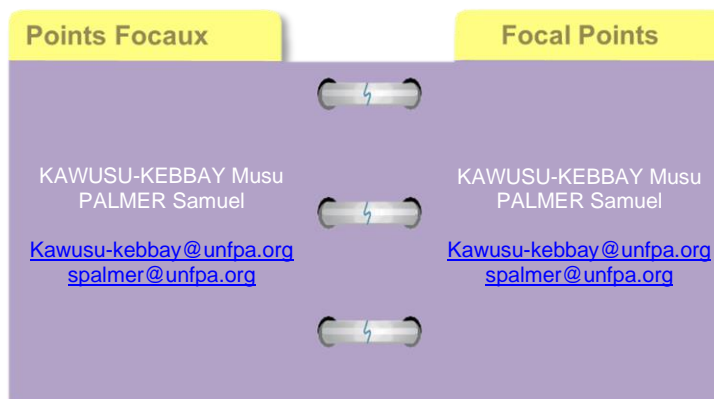 Points Focaux
KAWUSU-KEBBAY Musu
PALMER Samuel
Kawusu-kebbay@unfpa.org
spalmer@unfpa.org
Focal Points
KAWUSU-KEBBAY Musu
PALMER Samuel
Kawusu-kebbay@unfpa.org
spalmer@unfpa.org